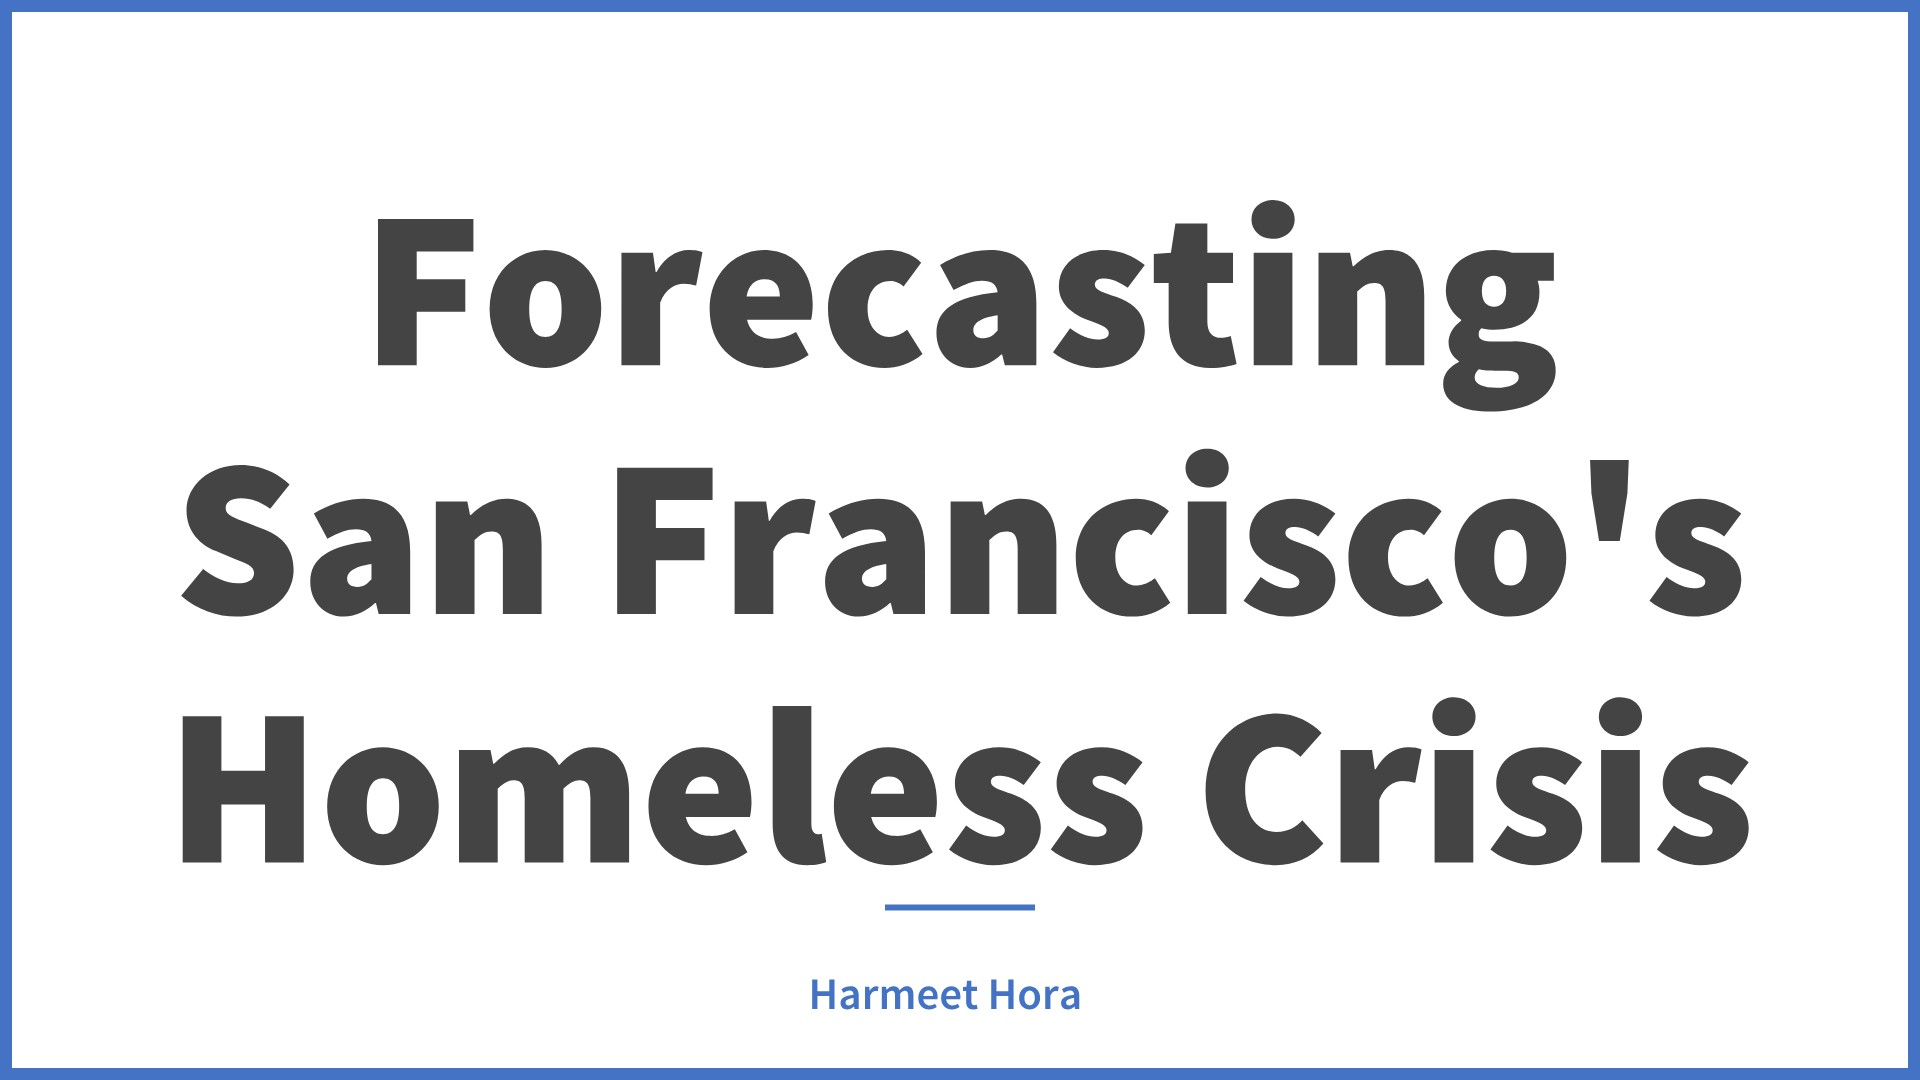 Forecasting
San Francisco's
Homeless Crisis
Harmeet Hora